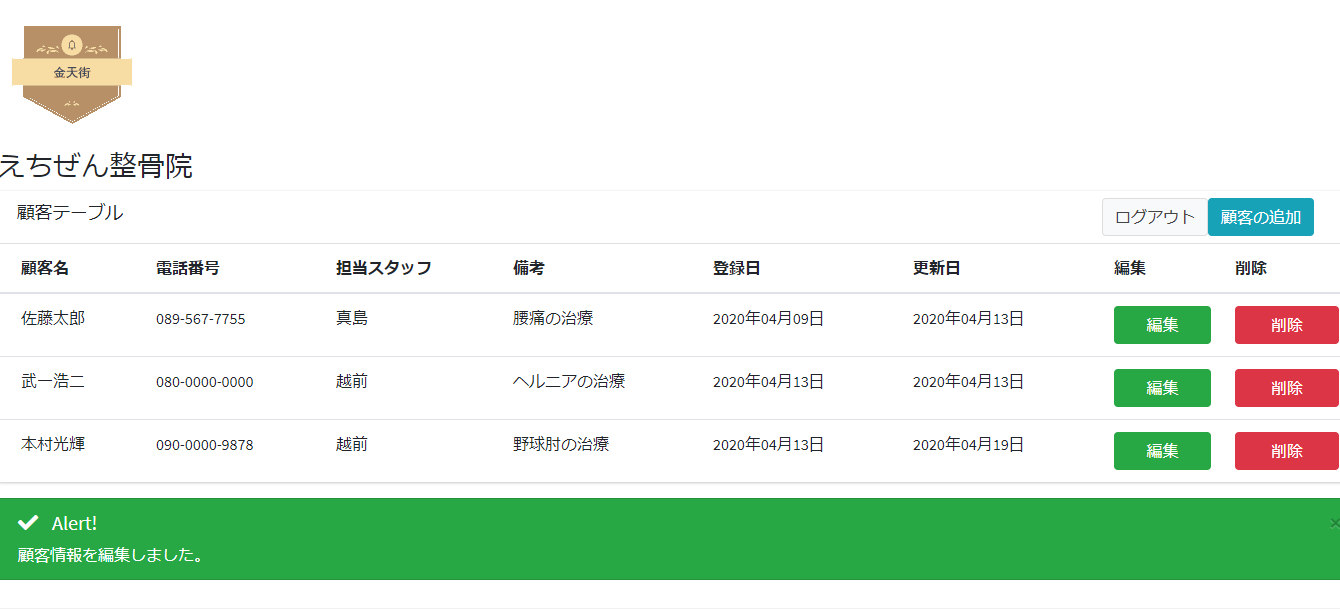 金天街
えちぜん整骨院
顧客テーブル ログアウト 顧客の追加
顧客名 電話番号 担当スタッフ 備考 登録日 更新日 編集 削除
佐藤太郎 089-567-7755 真島 腰痛の治療 2020年04月09日 2020年04月13日 編集 削除
武一浩二 080-0000-0000 越前 ヘルニアの治療 2020年04月13日 2020年04月13日 編集 削除
本村光輝 090-0000-9878 越前 野球肘の治療 2020年04月13日 2020年04月19日 編集 削除
Alert! ×
顧客情報を編集しました。